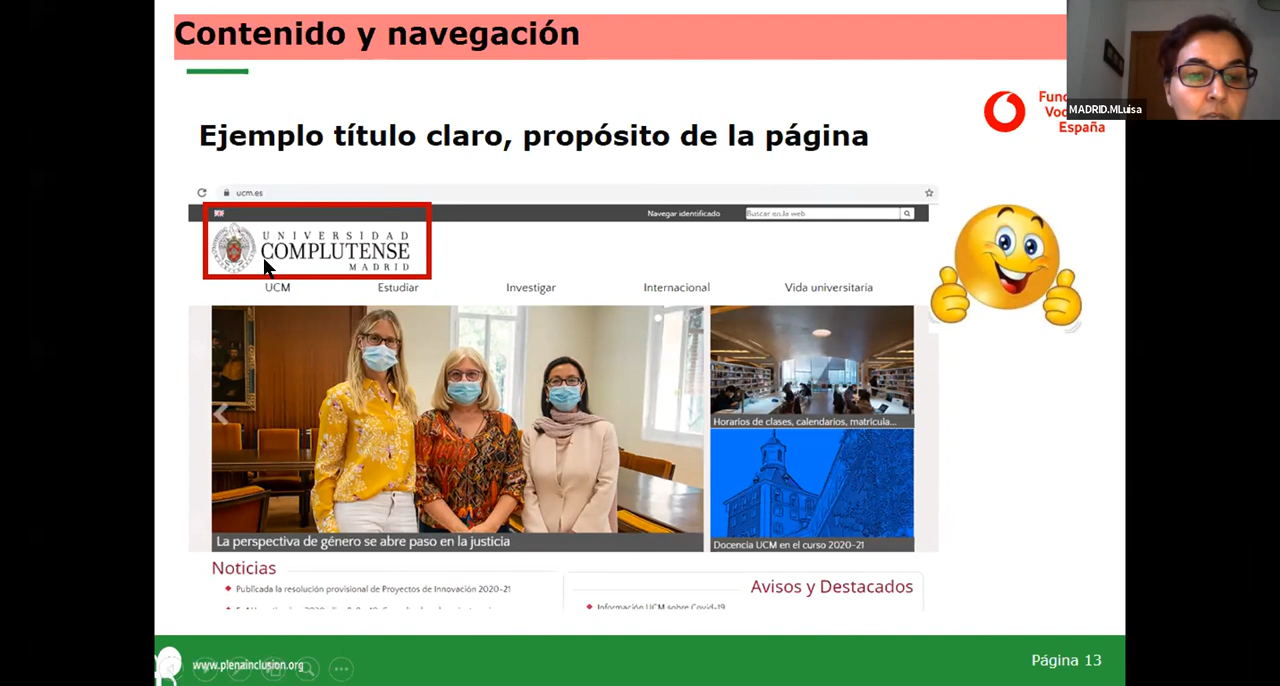 Contenido y navegación
MADRID.MLuisa
España
Ejemplo título claro, propósito de la página
ucm.es
Navegar identificado
Buscar en la web
UNIVERSIDAD
COMPLUTENSE
MADRID
UCM
Estudiar
Investigar
Internacional
Vida universitaria
Horarios de clases, calendarios, matrícula...
La perspectiva de género se abre paso en la justicia
Docencia UCM en el curso 2020-21
Noticias
Publicada la resolución provisional de Proyectos de Innovación 2020-21
Avisos y Destacados
Información UCM sobre Covid-19
www.plenainclusion.org
Página 13